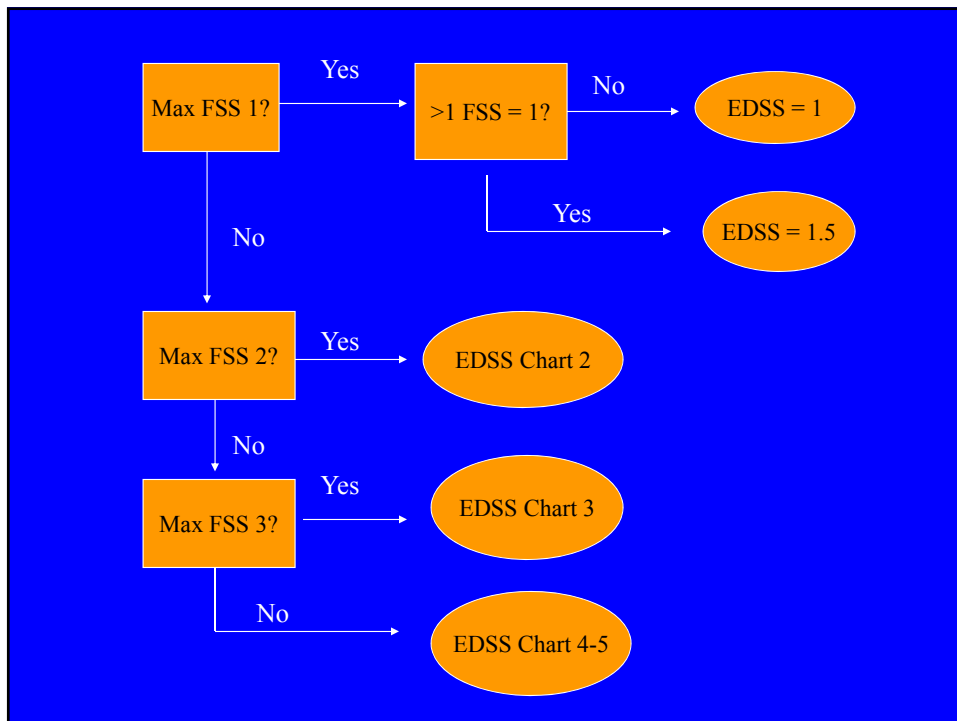 Yes
Max FSS 1?
>1 FSS = 1?
No
EDSS = 1
Yes
EDSS = 1.5
No
Max FSS 2?
Yes
EDSS Chart 2
No
Max FSS 3?
Yes
EDSS Chart 3
No
EDSS Chart 4-5